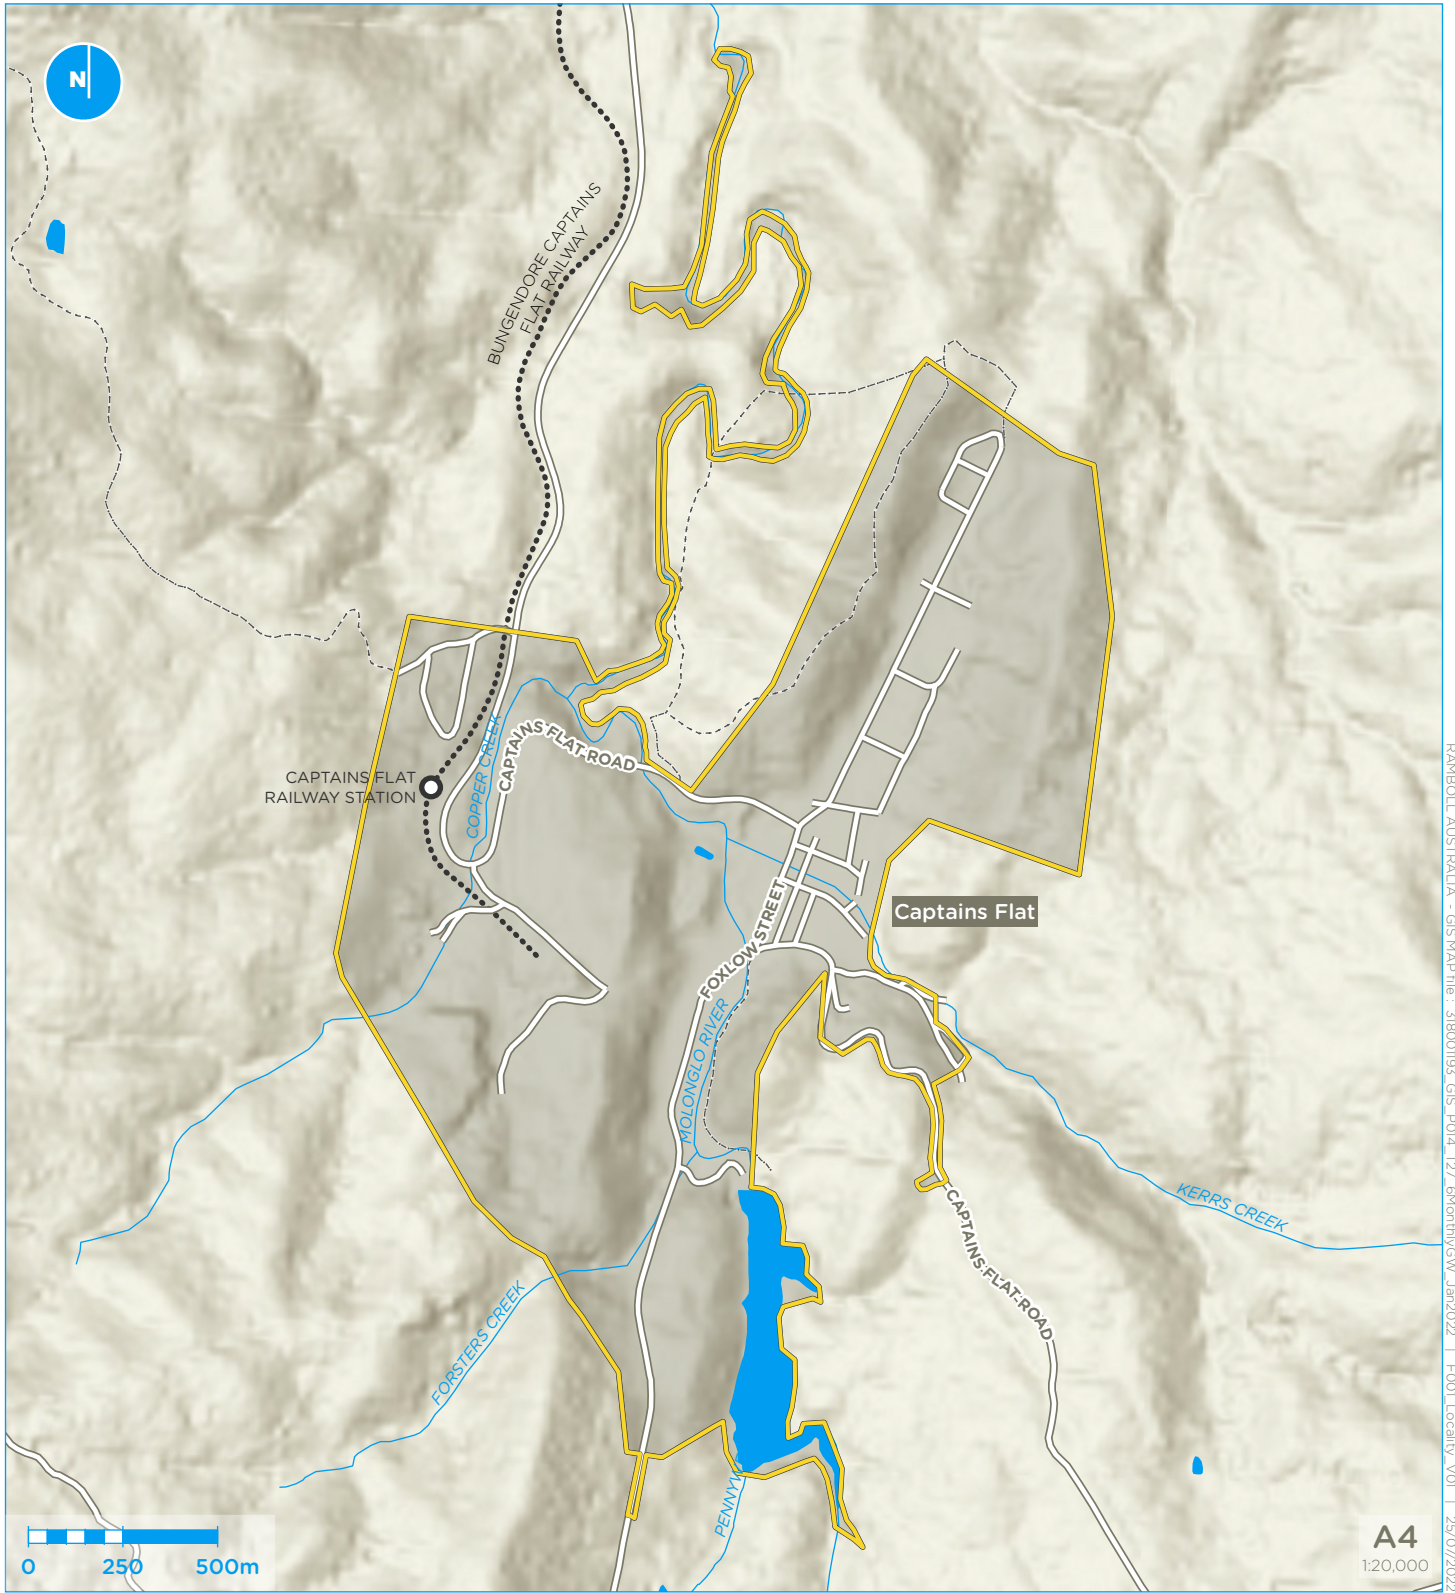 N
BUNGENDORE CAPTAINS
FLAT RAILWAY
CAPTAINS FLAT ROAD
COPPER CREEK
CAPTAINS FLAT
RAILWAY STATION
FOXLOW STREET
Captains Flat
MOLONGLO RIVER
KERRS CREEK
CAPTAINS FLAT ROAD
FORSTERS CREEK
0 250 500m
A4
1:20,000